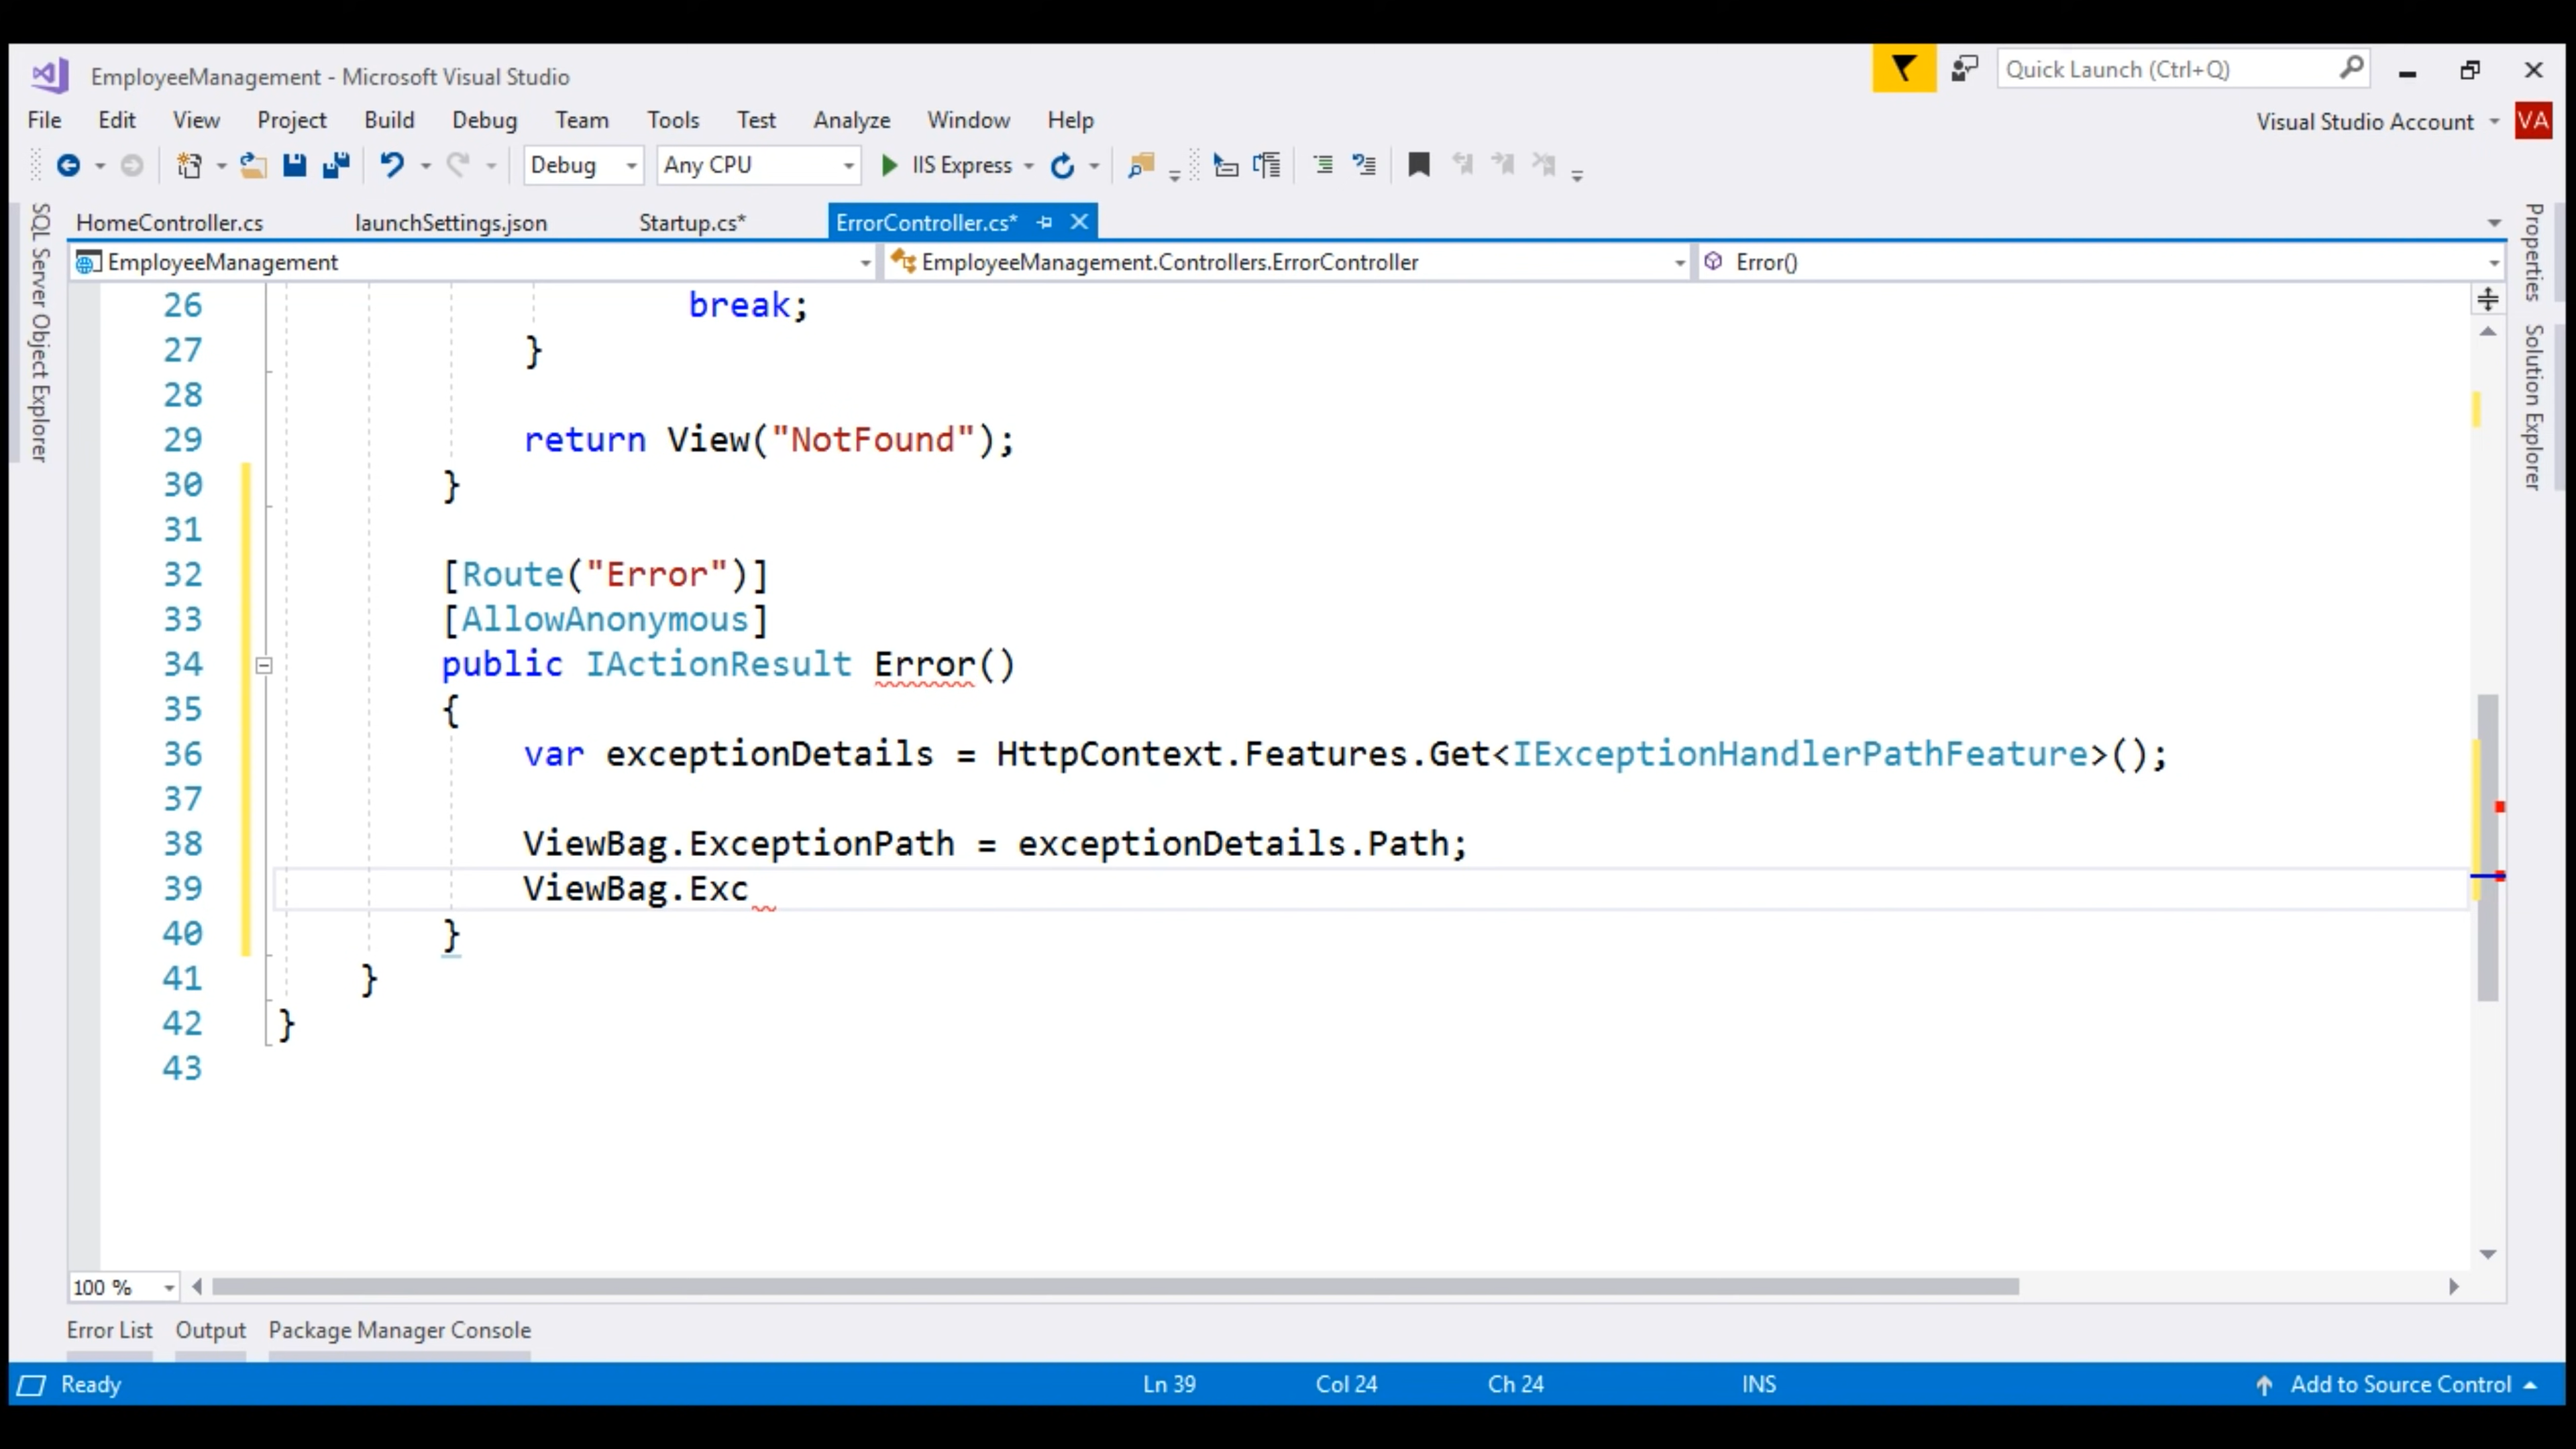 EmployeeManagement - Microsoft Visual Studio
Quick Launch (Ctrl+Q)
File Edit View Project Build Debug Team Tools Test Analyze Window Help
Visual Studio Account VA
Debug Any CPU IIS Express
HomeController.cs launchSettings.json Startup.cs* ErrorController.cs*
EmployeeManagement EmployeeManagement.Controllers.ErrorController Error()
SQL Server Object Explorer
Properties
Solution Explorer
26 break;
27 }
28
29 return View("NotFound");
30 }
31
32 [Route("Error")]
33 [AllowAnonymous]
34 public IActionResult Error()
35 {
36 var exceptionDetails = HttpContext.Features.Get<IExceptionHandlerPathFeature>();
37
38 ViewBag.ExceptionPath = exceptionDetails.Path;
39 ViewBag.Exc
40 }
41 }
42 }
43
100 %
Error List Output Package Manager Console
Ready Ln 39 Col 24 Ch 24 INS Add to Source Control